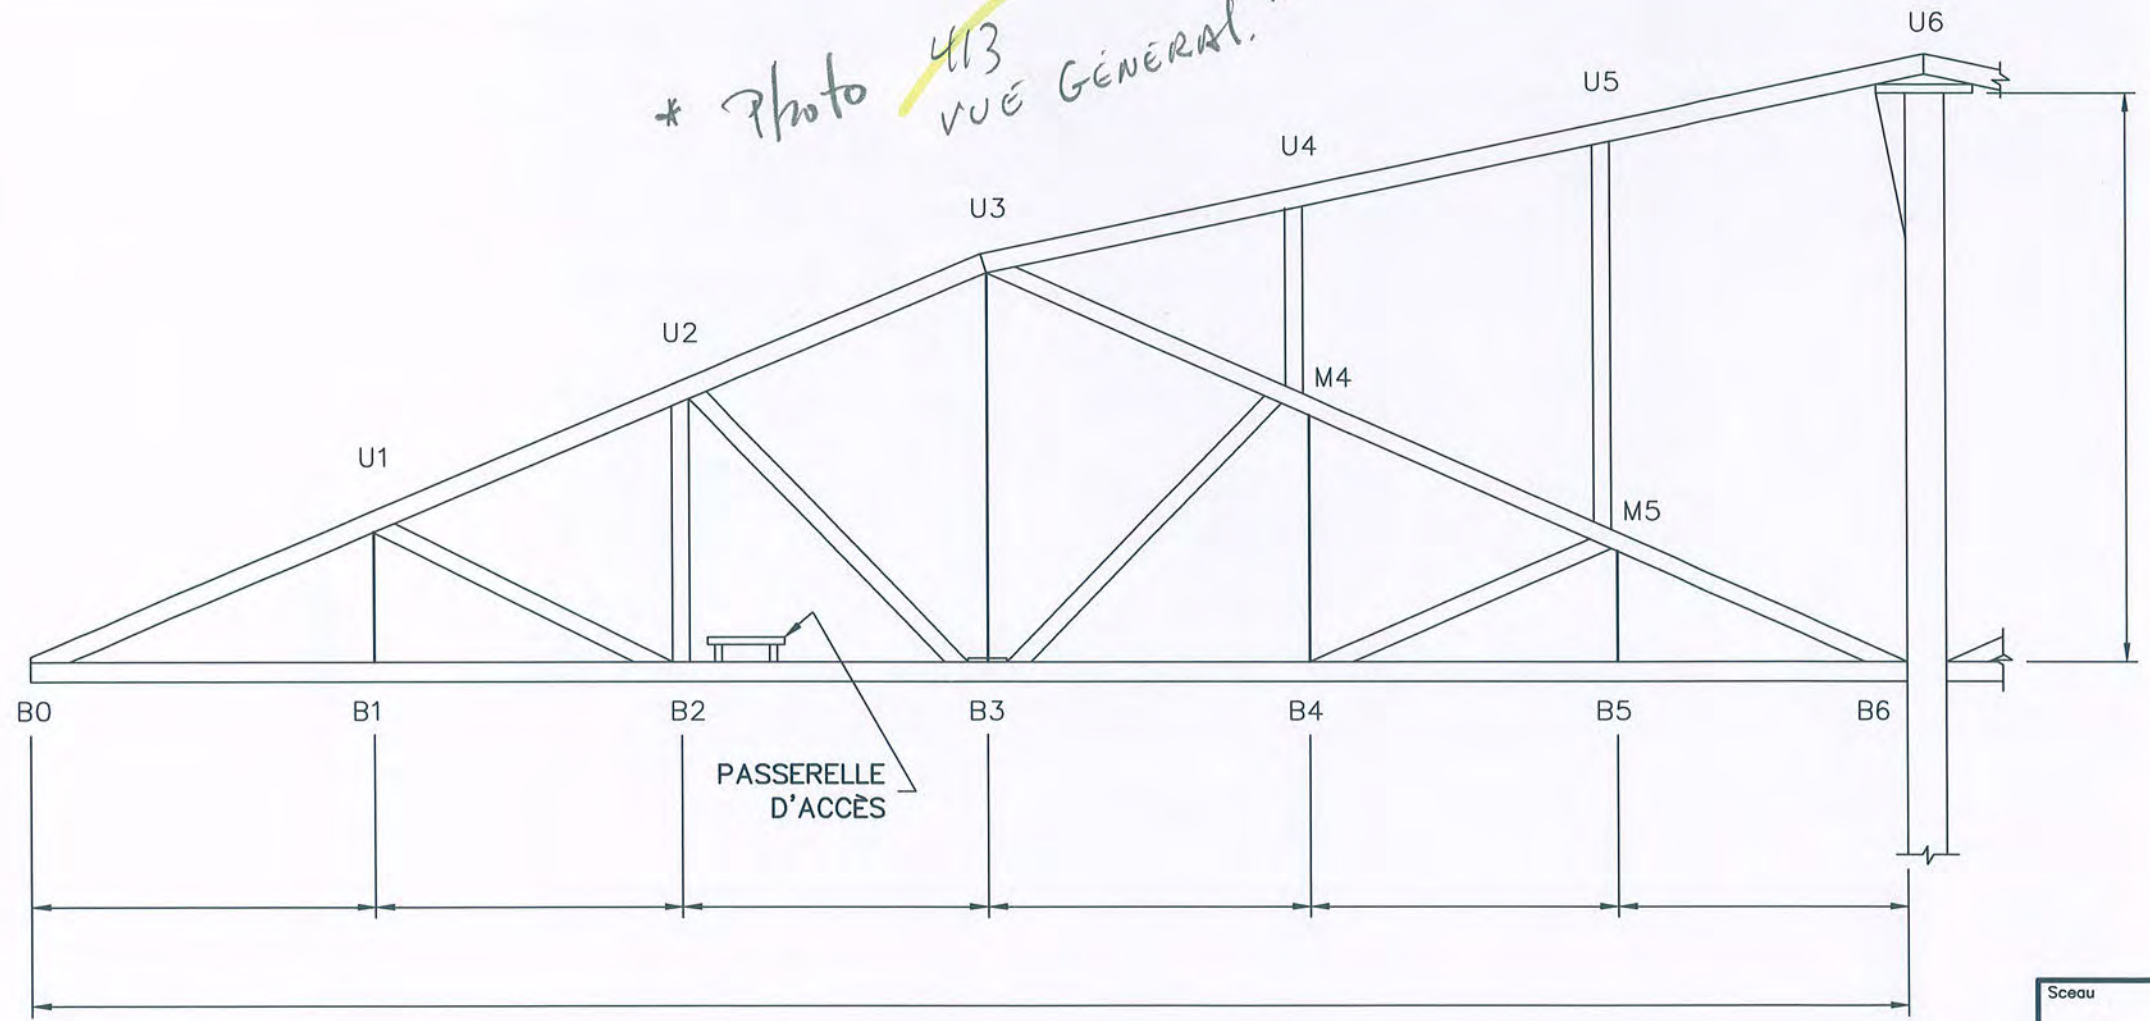 * Photo 413
VUE GÉNÉRAL.
U6
U5
U4
U3
U2
M4
U1
M5
B0 B1 B2 B3 B4 B5 B6
PASSERELLE
D'ACCÈS
Sceau